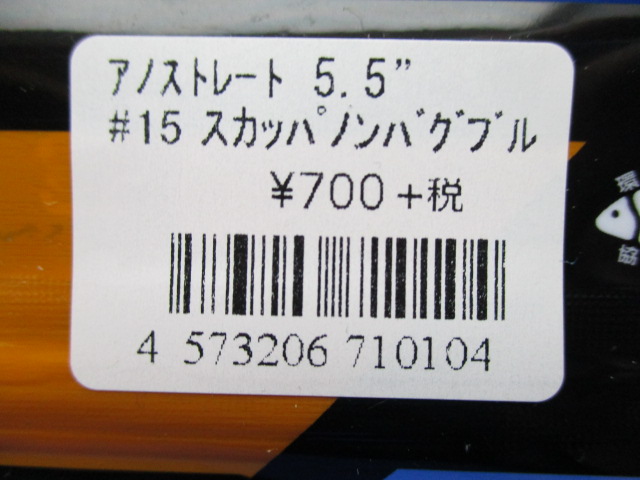 アノストレート 5.5"
#15 スカッパノンバグブル
¥700+税
4 573206 710104